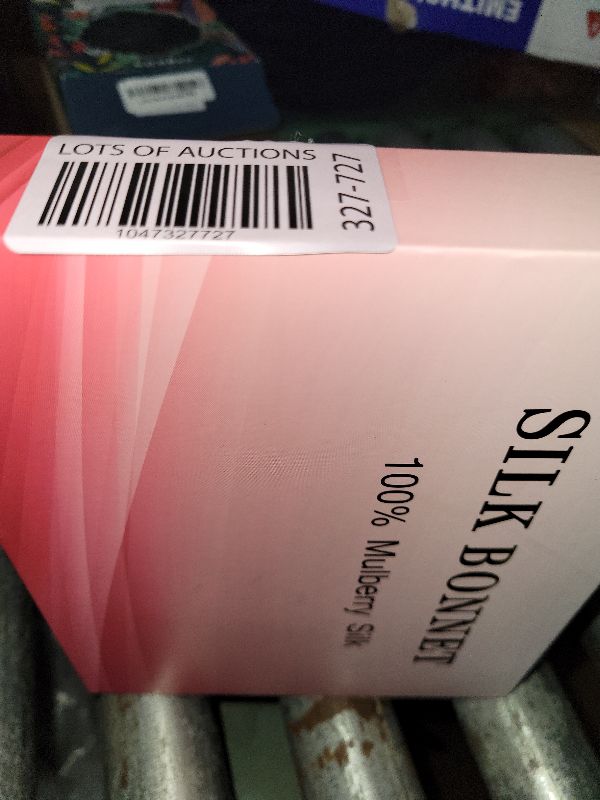 LOTS OF AUCTIONS
1047327727
327-727
SILK BONNET
100% Mulberry Silk